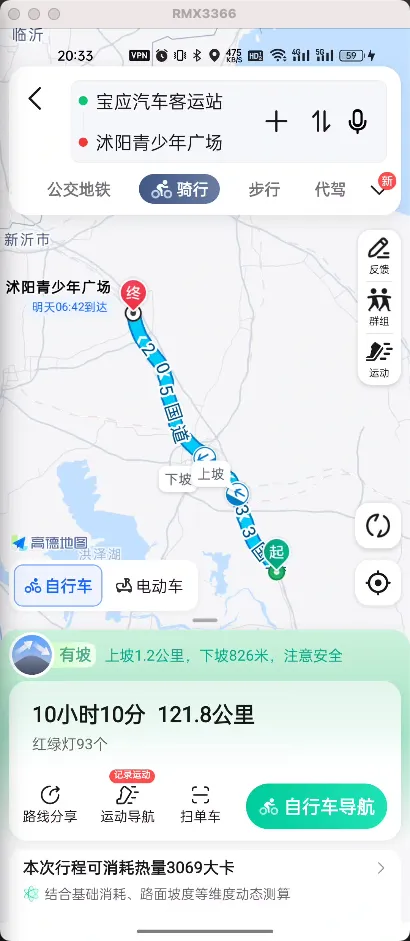 RMX3366
临沂
20:33
VPN
475 KB/S
HD
4G
5G
59
宝应汽车客运站
沭阳青少年广场
公交地铁
骑行
步行
代驾
新
新沂市
反馈
群组
运动
沭阳青少年广场
明天06:42到达
终
205国道
下坡
上坡
33国
起
高德地图
洪泽湖
自行车
电动车
有坡
上坡1.2公里，下坡826米，注意安全
10小时10分 121.8公里
红绿灯93个
记录运动
路线分享
运动导航
扫单车
自行车导航
本次行程可消耗热量3069大卡
结合基础消耗、路面坡度等维度动态测算